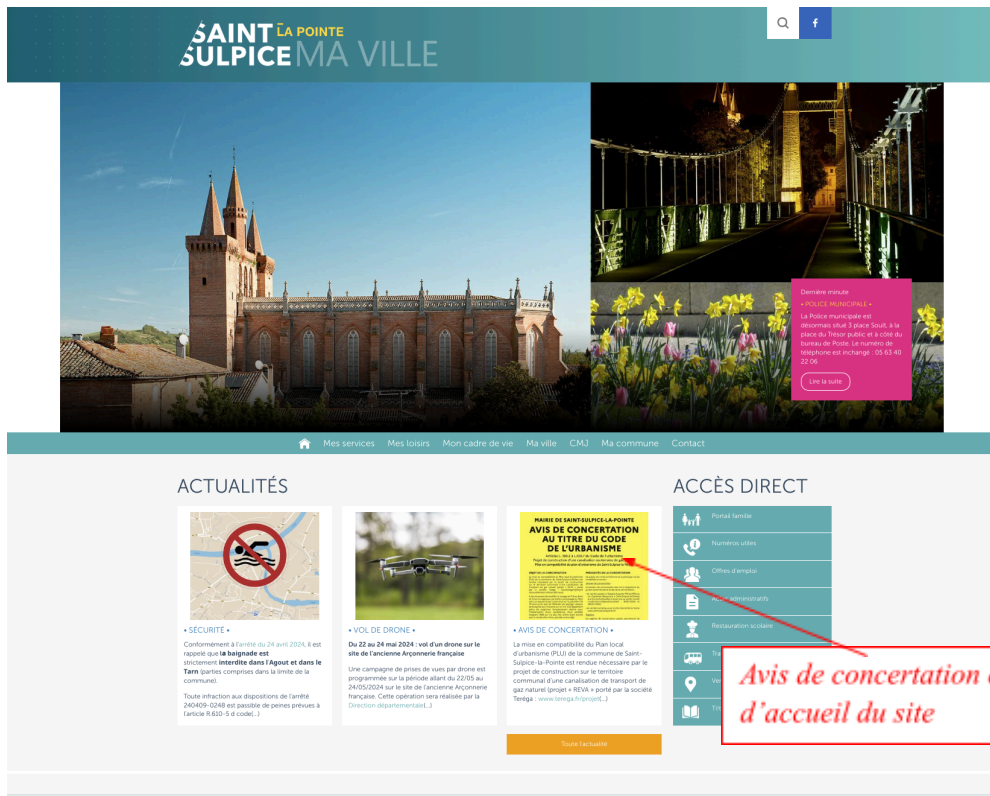 SAINT LA POINTE
SULPICE MA VILLE
Dernière minute
• POLICE MUNICIPALE •
La Police municipale est
désormais situé 3 place Soult, à la
place du Trésor public et à côté du
bureau de Poste. Le numéro de
téléphone est inchangé : 05 63 40
22 06
Lire la suite
Mes services Mes loisirs Mon cadre de vie Ma ville CMJ Ma commune Contact
ACTUALITÉS
• SÉCURITÉ •
Conformément à l'arrêté du 24 avril 2024, il est
rappelé que la baignade est
strictement interdite dans l'Agout et dans le
Tarn (parties comprises dans la limite de la
commune).
Toute infraction aux dispositions de l'arrêté
240409-0248 est passible de peines prévues à
l'article R.610-5 d code(...)
• VOL DE DRONE •
Du 22 au 24 mai 2024 : vol d'un drone sur le
site de l'ancienne Arçonnerie française
Une campagne de prises de vues par drone est
programmée sur la période allant du 22/05 au
24/05/2024 sur le site de l'ancienne Arçonnerie
française. Cette opération sera réalisée par la
Direction départementale(...)
MAIRIE DE SAINT-SULPICE-LA-POINTE
AVIS DE CONCERTATION
AU TITRE DU CODE
DE L'URBANISME
• AVIS DE CONCERTATION •
La mise en compatibilité du Plan local
d'urbanisme (PLU) de la commune de Saint-
Sulpice-la-Pointe est rendue nécessaire par le
projet de construction sur le territoire
communal d'une canalisation de transport de
gaz naturel (projet « REVA » porté par la société
Teréga : www.terega.fr/projet(...)
Toute l'actualité
ACCÈS DIRECT
Portail famille
Numéros utiles
Offres d'emploi
administratifs
Restauration scolaire
Avis de concertation
d'accueil du site